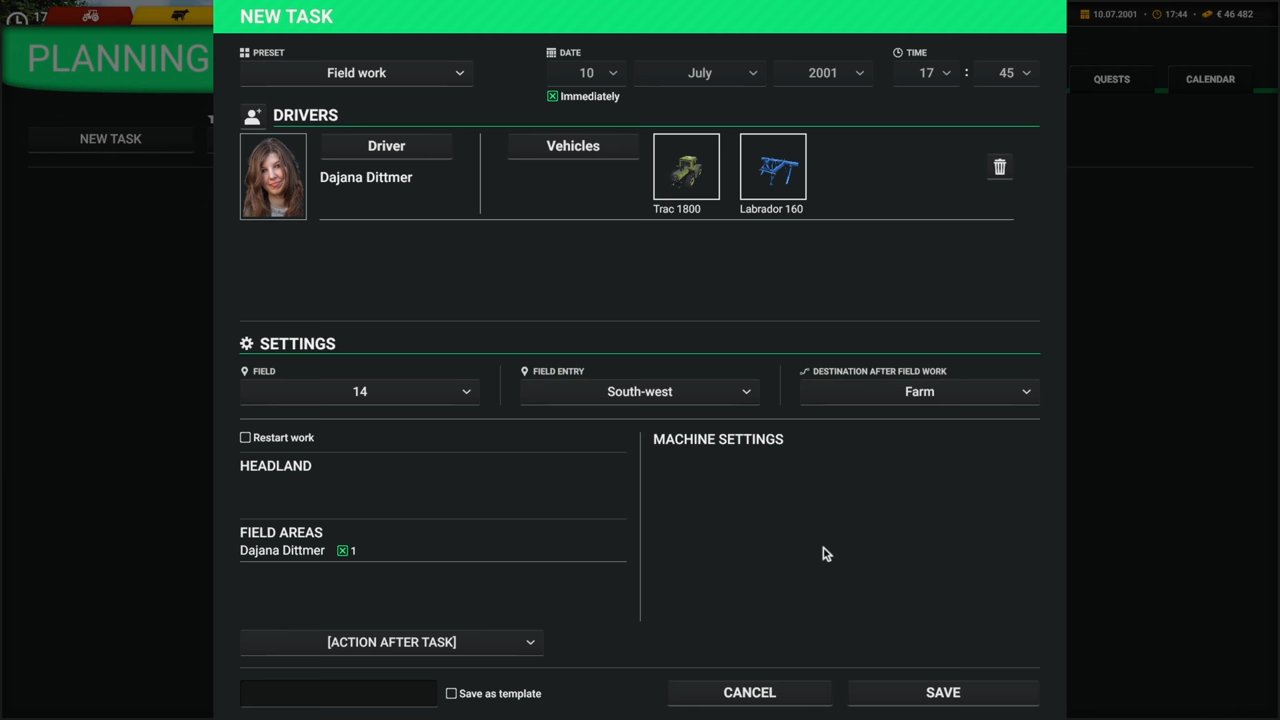 17
10.07.2001 • 17:44 • € 46 482
PLANNING
QUESTS
CALENDAR
NEW TASK
NEW TASK
PRESET
Field work
DATE
10
July
2001
TIME
17 : 45
Immediately
DRIVERS
Driver
Dajana Dittmer
Vehicles
Trac 1800
Labrador 160
SETTINGS
FIELD
14
FIELD ENTRY
South-west
DESTINATION AFTER FIELD WORK
Farm
Restart work
HEADLAND
FIELD AREAS
Dajana Dittmer 1
MACHINE SETTINGS
[ACTION AFTER TASK]
Save as template
CANCEL
SAVE